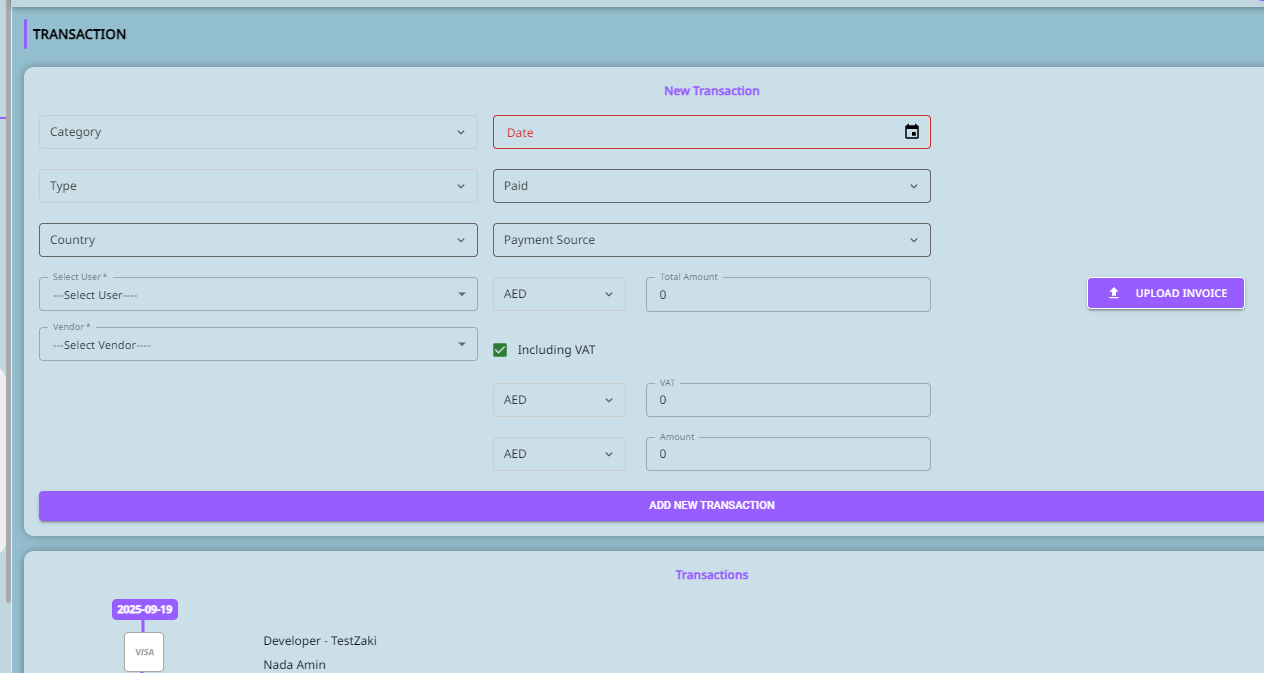 TRANSACTION
New Transaction
Category
Date
Type
Paid
Country
Payment Source
Select User *
---Select User----
AED
Total Amount
0
UPLOAD INVOICE
Vendor *
---Select Vendor----
Including VAT
AED
VAT
0
AED
Amount
0
ADD NEW TRANSACTION
Transactions
2025-09-19
VISA
Developer - TestZaki
Nada Amin